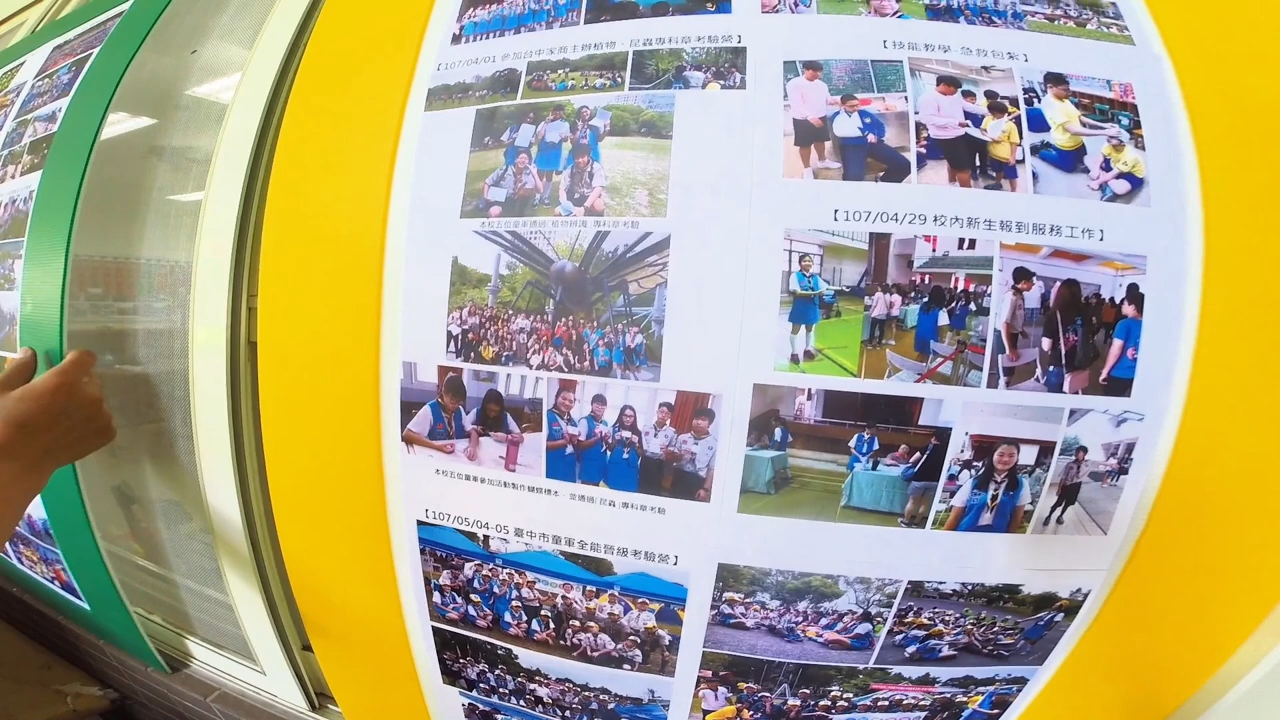 【107/04/01 參加台中家商主辦植物、昆蟲專科章考驗營】
本校五位童軍通過「植物辨識」專科章考驗
本校五位童軍參加活動製作蝴蝶標本，並通過「昆蟲」專科章考驗
【107/05/04-05 臺中市童軍全能晉級考驗營】
【技能教學-急救包紮】
【107/04/29 校內新生報到服務工作】